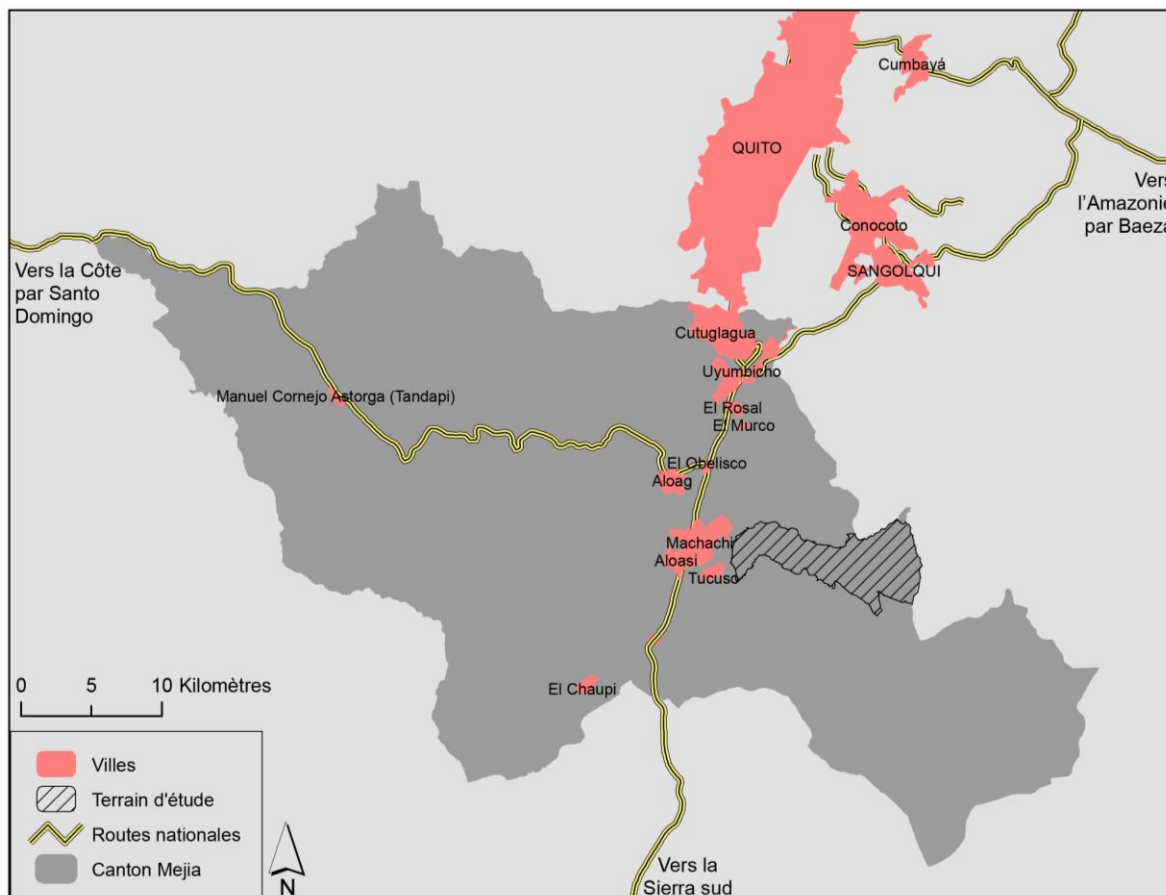 Cumbayá
QUITO
Vers
l'Amazonie
par Baeza
Conocoto
SANGOLQUI
Vers la Côte
par Santo
Domingo
Cutuglagua
Uyumbicho
Manuel Cornejo Astorga (Tandapi)
El Rosal
El Murco
El Obelisco
Aloag
Machachi
Aloasi
Tucuso
El Chaupi
0 5 10 Kilomètres
Villes
Terrain d'étude
Routes nationales
Canton Mejia
N
Vers la
Sierra sud